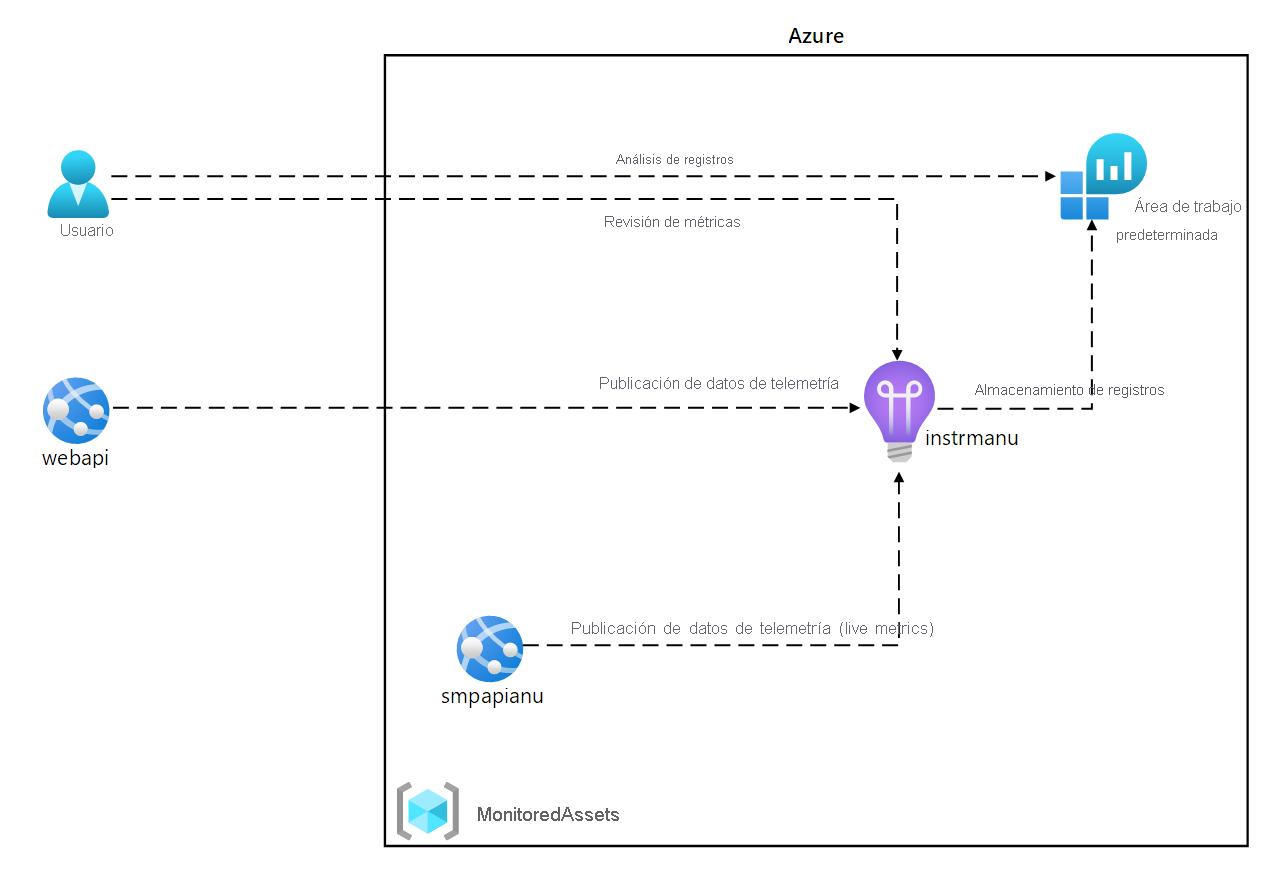 Azure
Análisis de registros
Área de trabajo
predeterminada
Usuario
Revisión de métricas
Publicación de datos de telemetría
Almacenamiento de registros
webapi
instrmanu
Publicación de datos de telemetría (live metrics)
smpapianu
MonitoredAssets